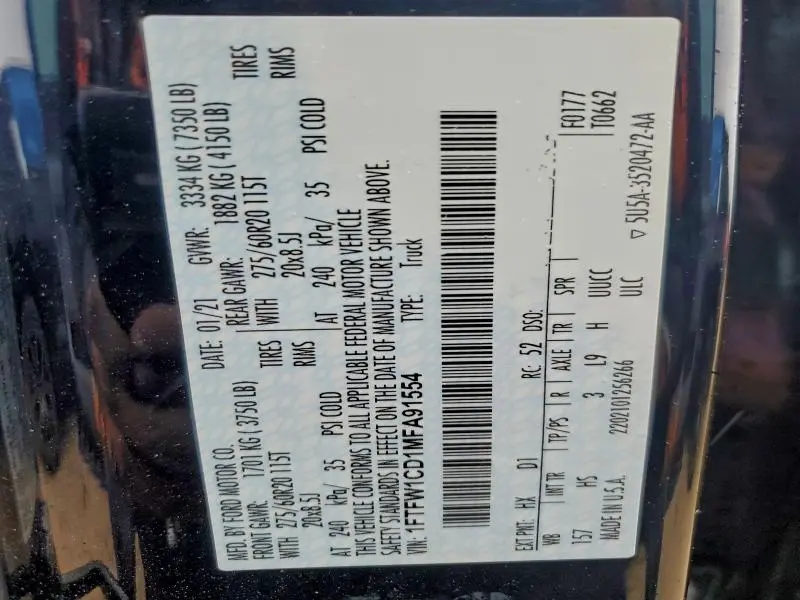 MFD. BY FORD MOTOR CO.
DATE: 01/21 GVWR: 3334 KG ( 7350 LB)
FRONT GAWR: 1701 KG ( 3750 LB) REAR GAWR: 1882 KG ( 4150 LB)
WITH 275/60R20 115T TIRES WITH 275/60R20 115T TIRES
20x8.5J RIMS 20x8.5J RIMS
AT 240 kPa/ 35 PSI COLD AT 240 kPa/ 35 PSI COLD
THIS VEHICLE CONFORMS TO ALL APPLICABLE FEDERAL MOTOR VEHICLE
SAFETY STANDARDS IN EFFECT ON THE DATE OF MANUFACTURE SHOWN ABOVE.
VIN: 1FTFW1CD1MFA91554 TYPE: Truck
EXT PNT: HX D1 RC: 52 DSO: F0177
WB INT TR TP/PS R AXLE TR SPR T0662
157 HS 3 L9 H UUCC
ULC
MADE IN U.S.A. 2202101256266 ▽ 5U5A-3520472-AA